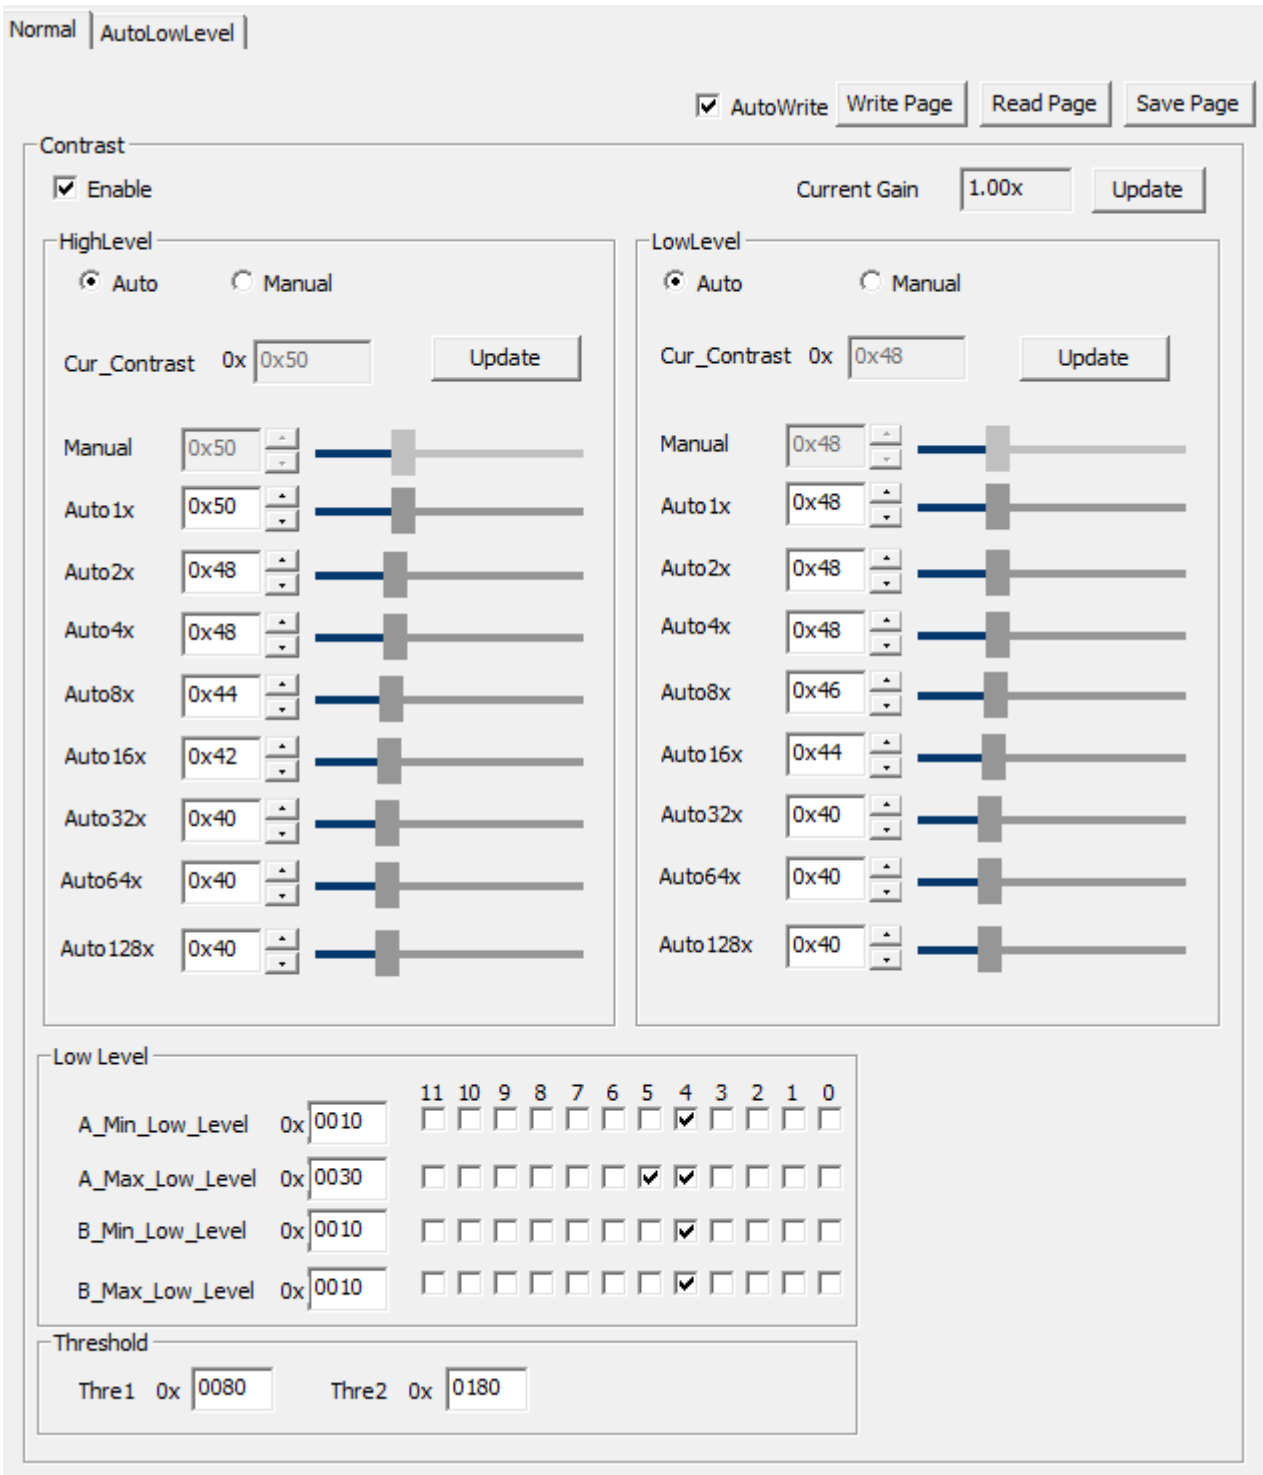 Normal AutoLowLevel
AutoWrite Write Page Read Page Save Page
Contrast
Enable Current Gain 1.00x Update
HighLevel
Auto Manual
Cur_Contrast 0x 0x50 Update
Manual 0x50
Auto1x 0x50
Auto2x 0x48
Auto4x 0x48
Auto8x 0x44
Auto16x 0x42
Auto32x 0x40
Auto64x 0x40
Auto128x 0x40
LowLevel
Auto Manual
Cur_Contrast 0x 0x48 Update
Manual 0x48
Auto1x 0x48
Auto2x 0x48
Auto4x 0x48
Auto8x 0x46
Auto16x 0x44
Auto32x 0x40
Auto64x 0x40
Auto128x 0x40
Low Level
11 10 9 8 7 6 5 4 3 2 1 0
A_Min_Low_Level 0x 0010
A_Max_Low_Level 0x 0030
B_Min_Low_Level 0x 0010
B_Max_Low_Level 0x 0010
Threshold
Thre1 0x 0080 Thre2 0x 0180